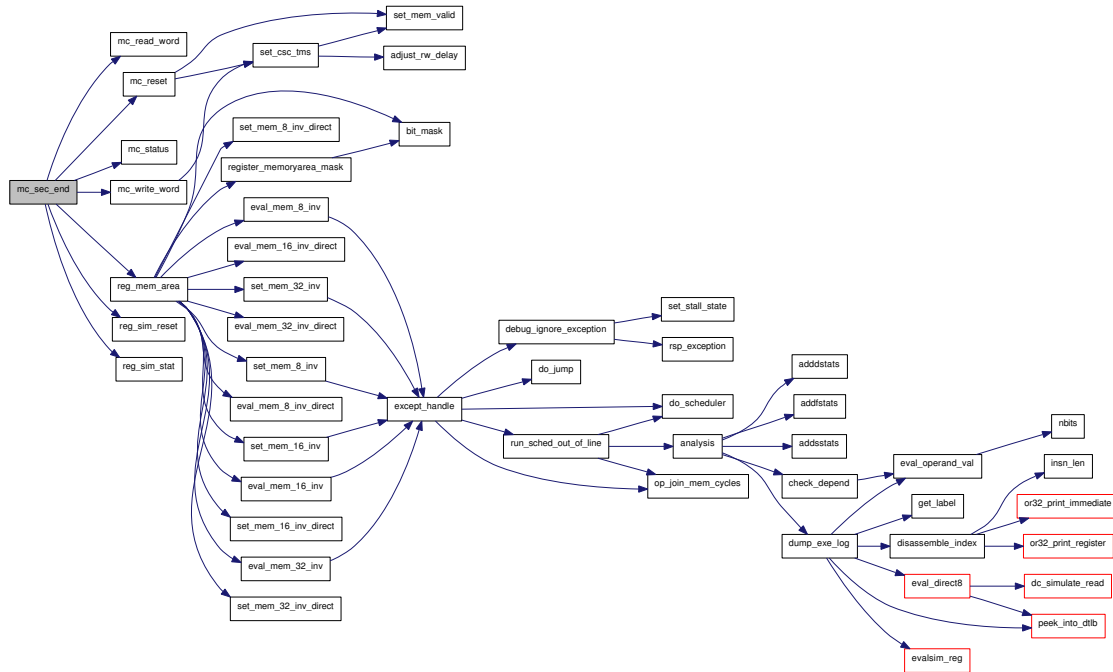 mc_sec_end
mc_read_word
mc_reset
mc_status
mc_write_word
reg_mem_area
reg_sim_reset
reg_sim_stat
set_csc_tms
set_mem_8_inv_direct
register_memoryarea_mask
eval_mem_8_inv
eval_mem_16_inv_direct
set_mem_32_inv
eval_mem_32_inv_direct
set_mem_8_inv
eval_mem_8_inv_direct
set_mem_16_inv
eval_mem_16_inv
set_mem_16_inv_direct
eval_mem_32_inv
set_mem_32_inv_direct
set_mem_valid
adjust_rw_delay
bit_mask
except_handle
debug_ignore_exception
do_jump
run_sched_out_of_line
set_stall_state
rsp_exception
do_scheduler
analysis
op_join_mem_cycles
adddstats
addfstats
addsstats
check_depend
dump_exe_log
eval_operand_val
get_label
disassemble_index
eval_direct8
evalsim_reg
nbits
insn_len
or32_print_immediate
or32_print_register
dc_simulate_read
peek_into_dtlb